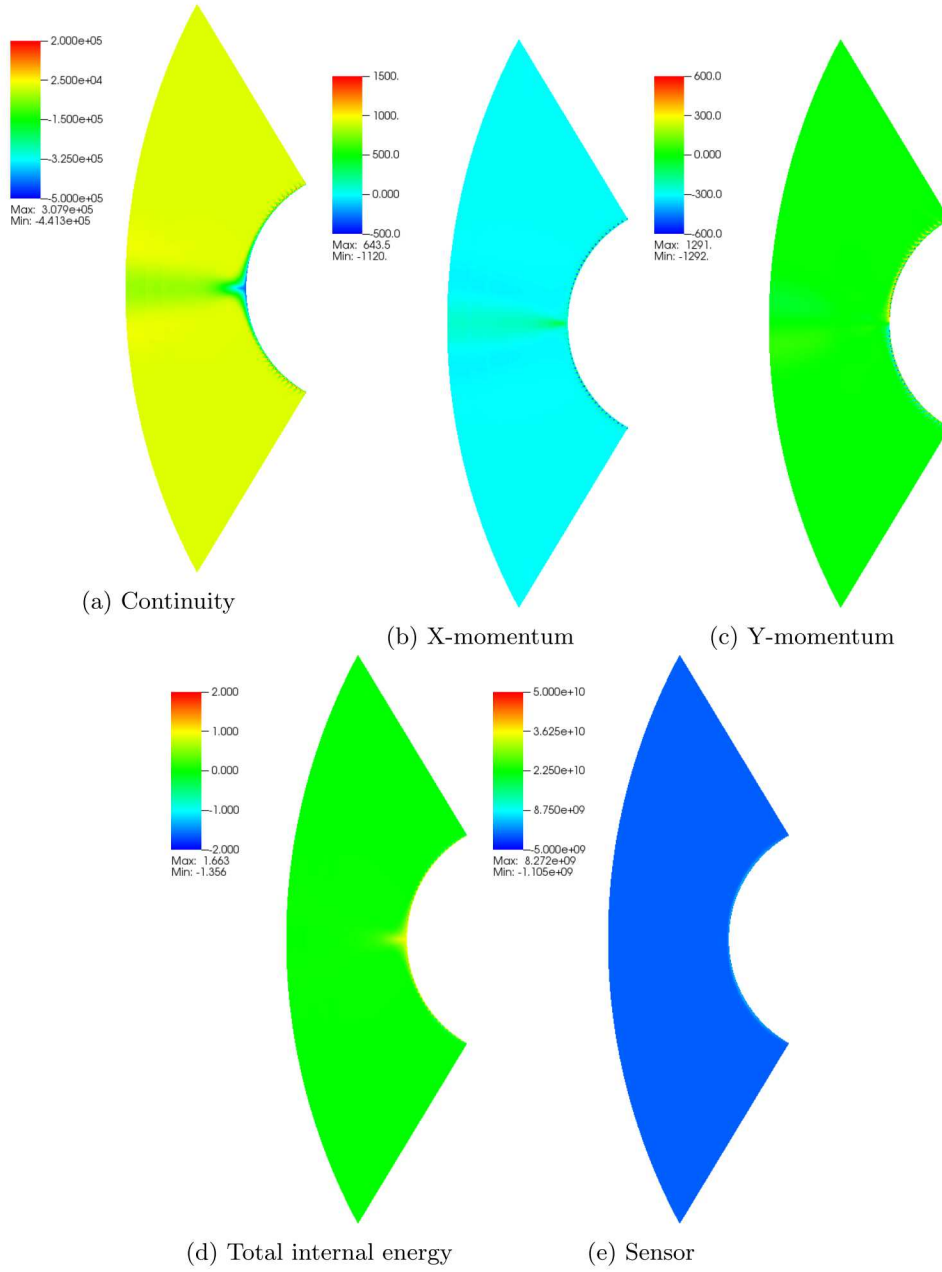 2.000e+05
2.500e+04
-1.500e+05
-3.250e+05
-5.000e+05
Max: 3.079e+05
Min: -4.413e+05
(a) Continuity
1500.
1000.
500.0
0.000
-500.0
Max: 643.5
Min: -1120.
(b) X-momentum
600.0
300.0
0.000
-300.0
-600.0
Max: 1291.
Min: -1292.
(c) Y-momentum
2.000
1.000
0.000
-1.000
-2.000
Max: 1.663
Min: -1.356
(d) Total internal energy
5.000e+10
3.625e+10
2.250e+10
8.750e+09
-5.000e+09
Max: 8.272e+09
Min: -1.105e+09
(e) Sensor